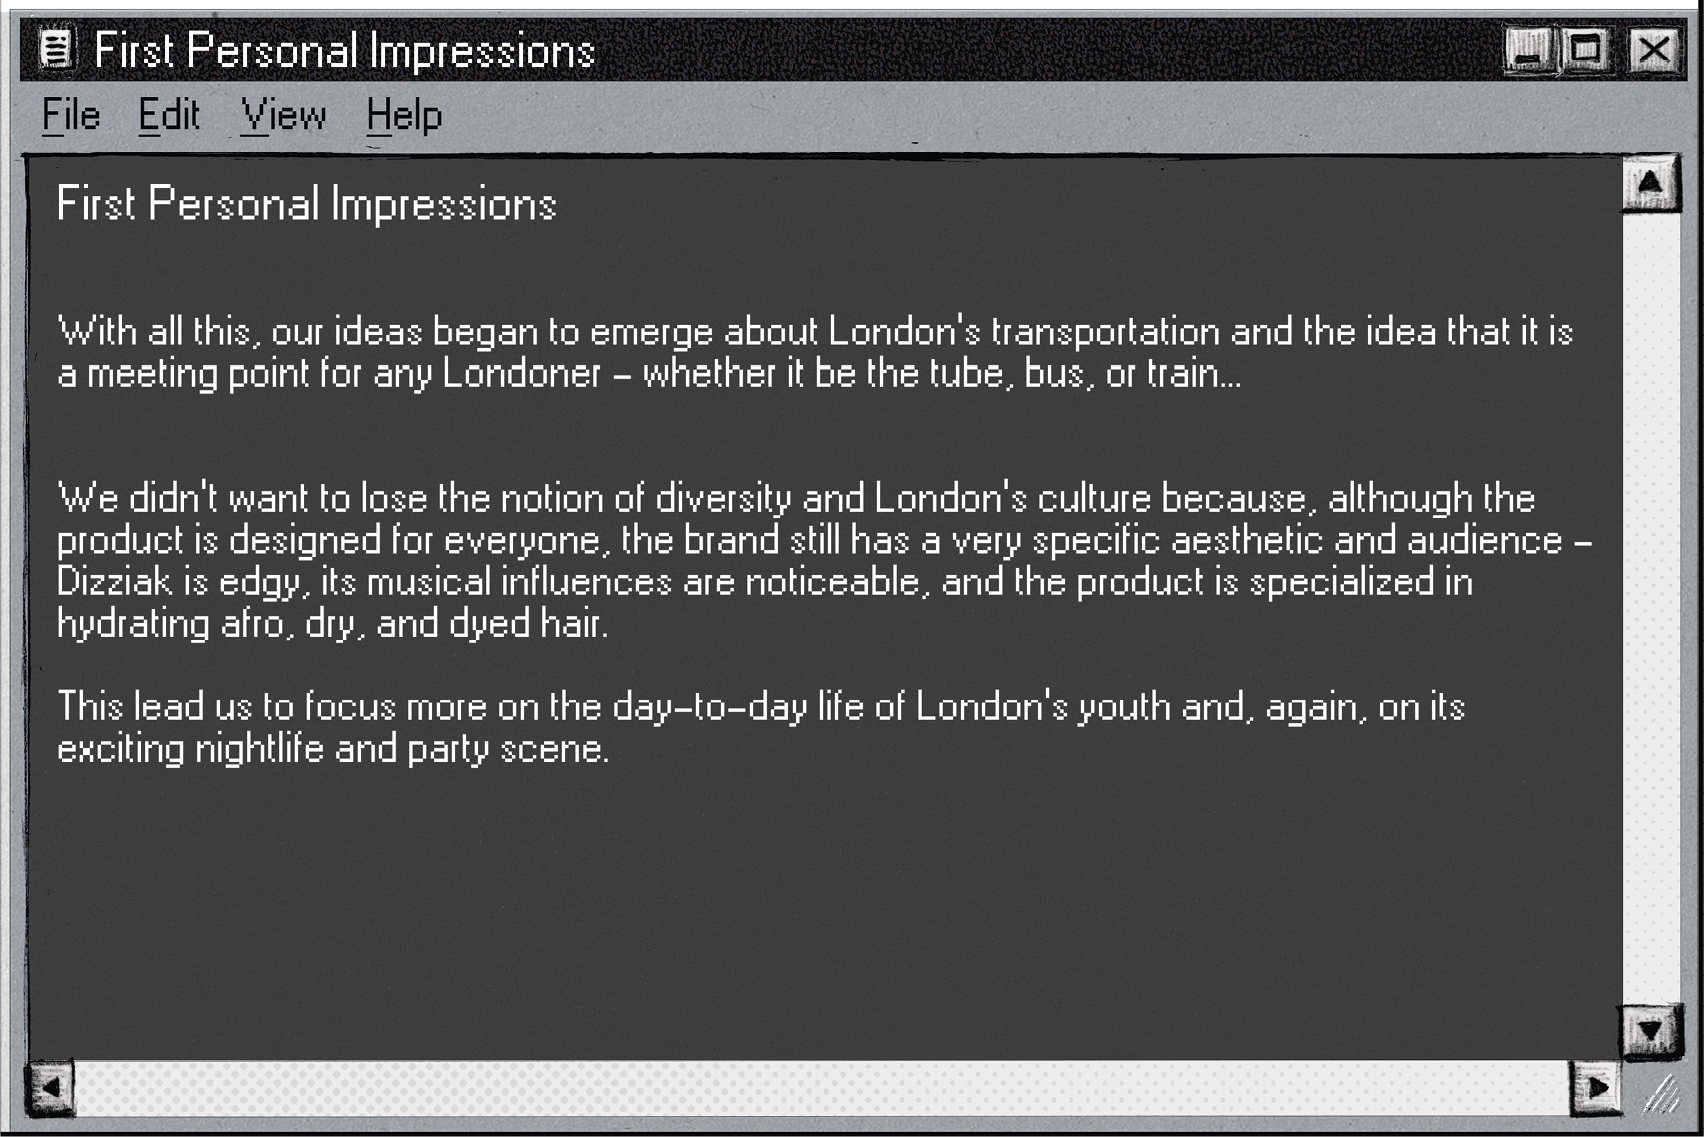 First Personal Impressions
File Edit View Help
First Personal Impressions
With all this, our ideas began to emerge about London's transportation and the idea that it is
a meeting point for any Londoner – whether it be the tube, bus, or train...
We didn't want to lose the notion of diversity and London's culture because, although the
product is designed for everyone, the brand still has a very specific aesthetic and audience –
Dizziak is edgy, its musical influences are noticeable, and the product is specialized in
hydrating afro, dry, and dyed hair.
This lead us to focus more on the day-to-day life of London's youth and, again, on its
exciting nightlife and party scene.